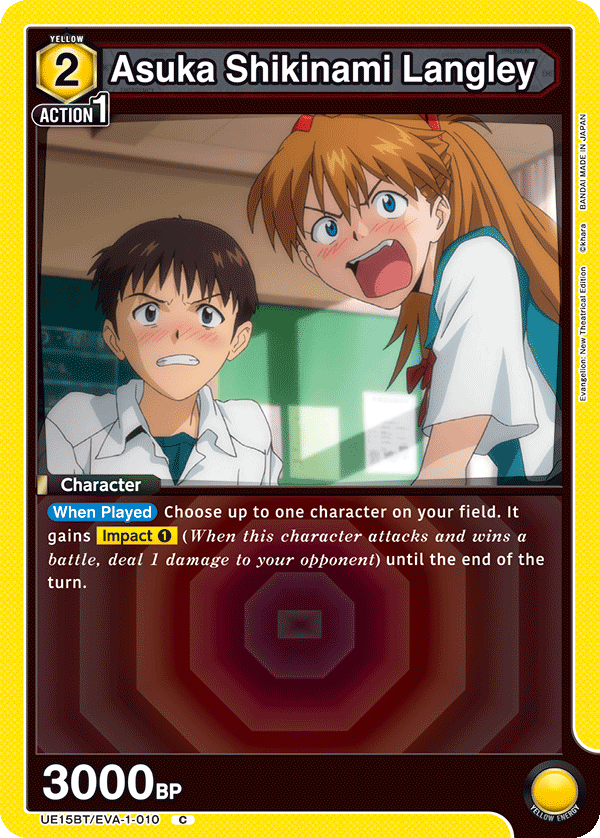 YELLOW
2
Asuka Shikinami Langley
ACTION 1
BANDAI MADE IN JAPAN
©khara
Evangelion: New Theatrical Edition
Character
When Played Choose up to one character on your field. It
gains Impact 1 (When this character attacks and wins a
battle, deal 1 damage to your opponent) until the end of the
turn.
3000BP
YELLOW ENERGY
UE15BT/EVA-1-010 C